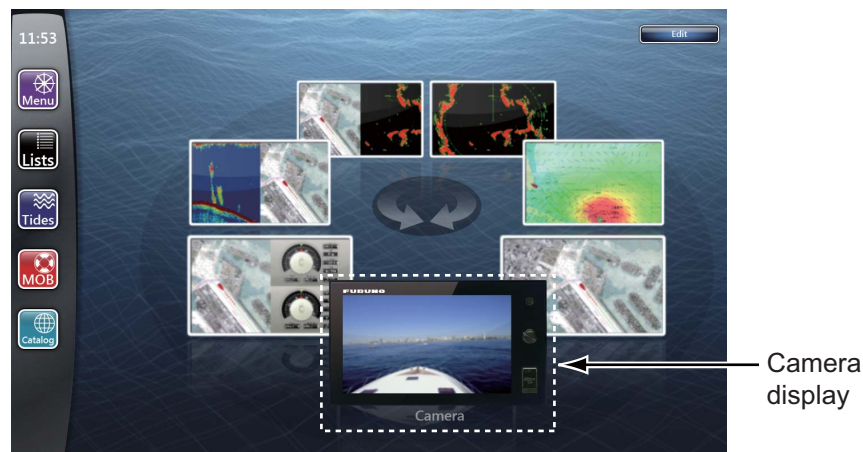 11:53
Edit
Menu
Lists
Tides
MOB
Catalog
FURUNO
Camera
Camera
display